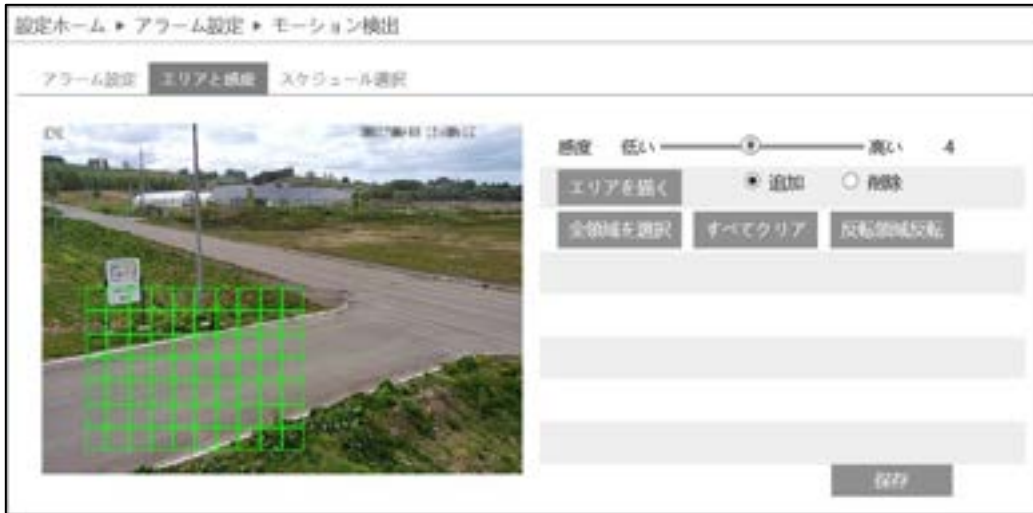 設定ホーム ▶ アラーム設定 ▶ モーション検出
アラーム設定 エリアと感度 スケジュール選択
感度 低い 高い 4
エリアを描く 追加 削除
全領域を選択 すべてクリア 反転領域反転
保存